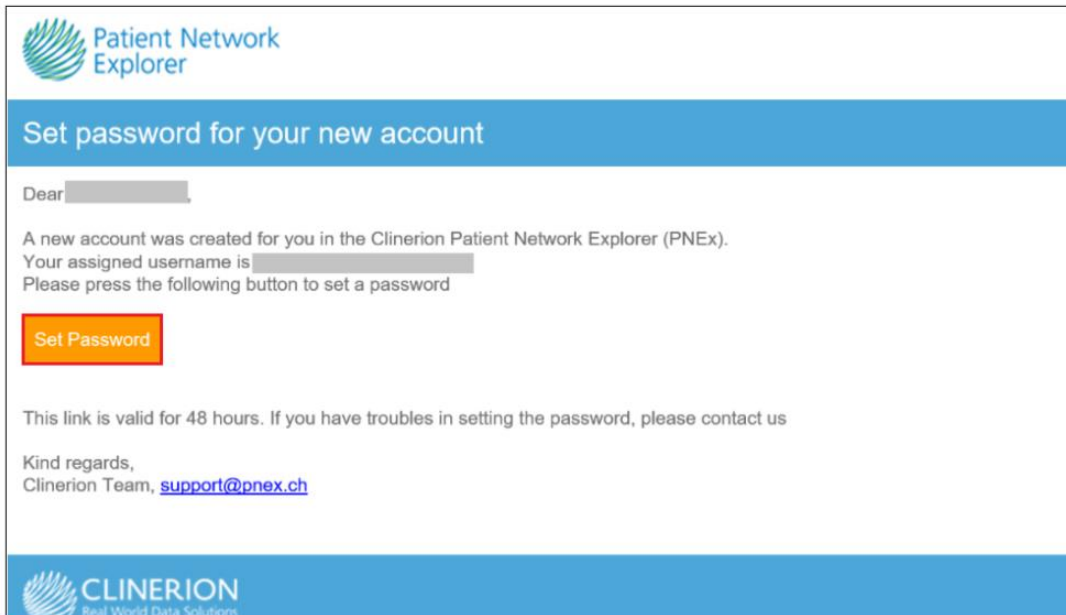 Patient Network
Explorer
Set password for your new account
Dear ,
A new account was created for you in the Clinerion Patient Network Explorer (PNEx).
Your assigned username is
Please press the following button to set a password
Set Password
This link is valid for 48 hours. If you have troubles in setting the password, please contact us
Kind regards,
Clinerion Team, support@pnex.ch
CLINERION
Real World Data Solutions